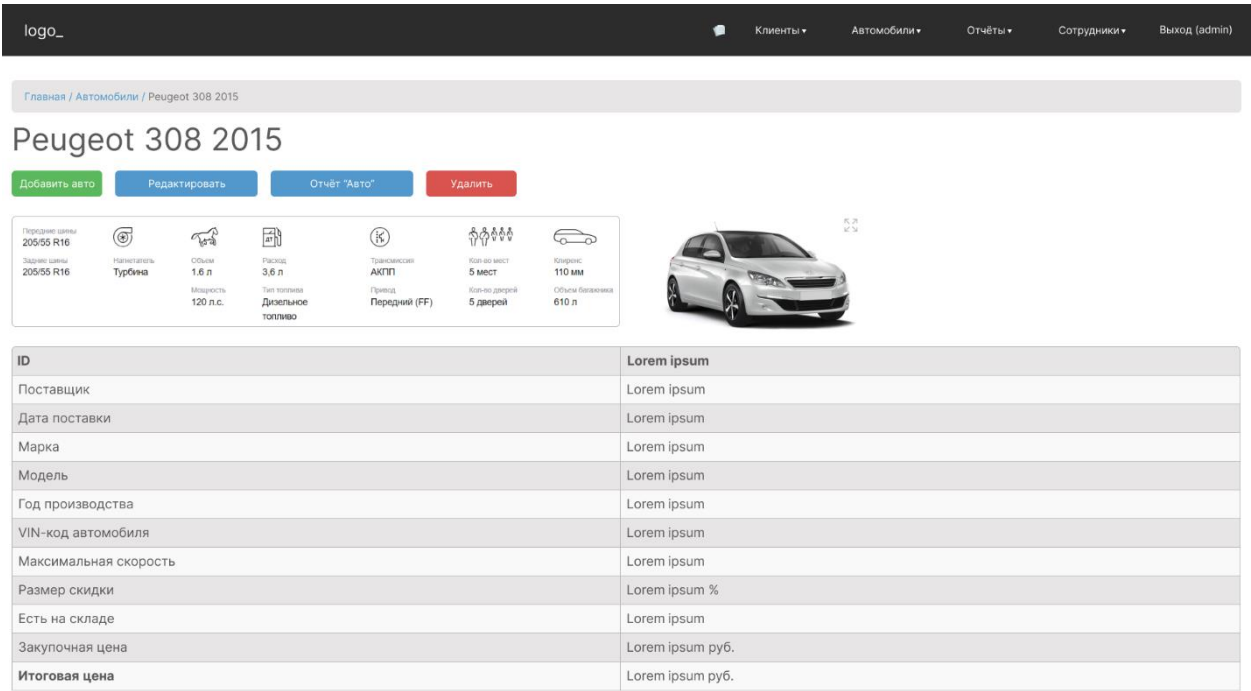 logo_ Клиенты▾ Автомобили▾ Отчёты▾ Сотрудники▾ Выход (admin)
Главная / Автомобили / Peugeot 308 2015
Peugeot 308 2015
Добавить авто Редактировать Отчёт "Авто" Удалить
Передние шины
205/55 R16
Задние шины Нагнетатель Объем Расход Трансмиссия Кол-во мест Клиренс
205/55 R16 Турбина 1.6 л 3,6 л АКПП 5 мест 110 мм
Мощность Тип топлива Привод Кол-во дверей Объем багажника
120 л.с. Дизельное Передний (FF) 5 дверей 610 л
топливо
ДТ
ID Lorem ipsum
Поставщик Lorem ipsum
Дата поставки Lorem ipsum
Марка Lorem ipsum
Модель Lorem ipsum
Год производства Lorem ipsum
VIN-код автомобиля Lorem ipsum
Максимальная скорость Lorem ipsum
Размер скидки Lorem ipsum %
Есть на складе Lorem ipsum
Закупочная цена Lorem ipsum руб.
Итоговая цена Lorem ipsum руб.